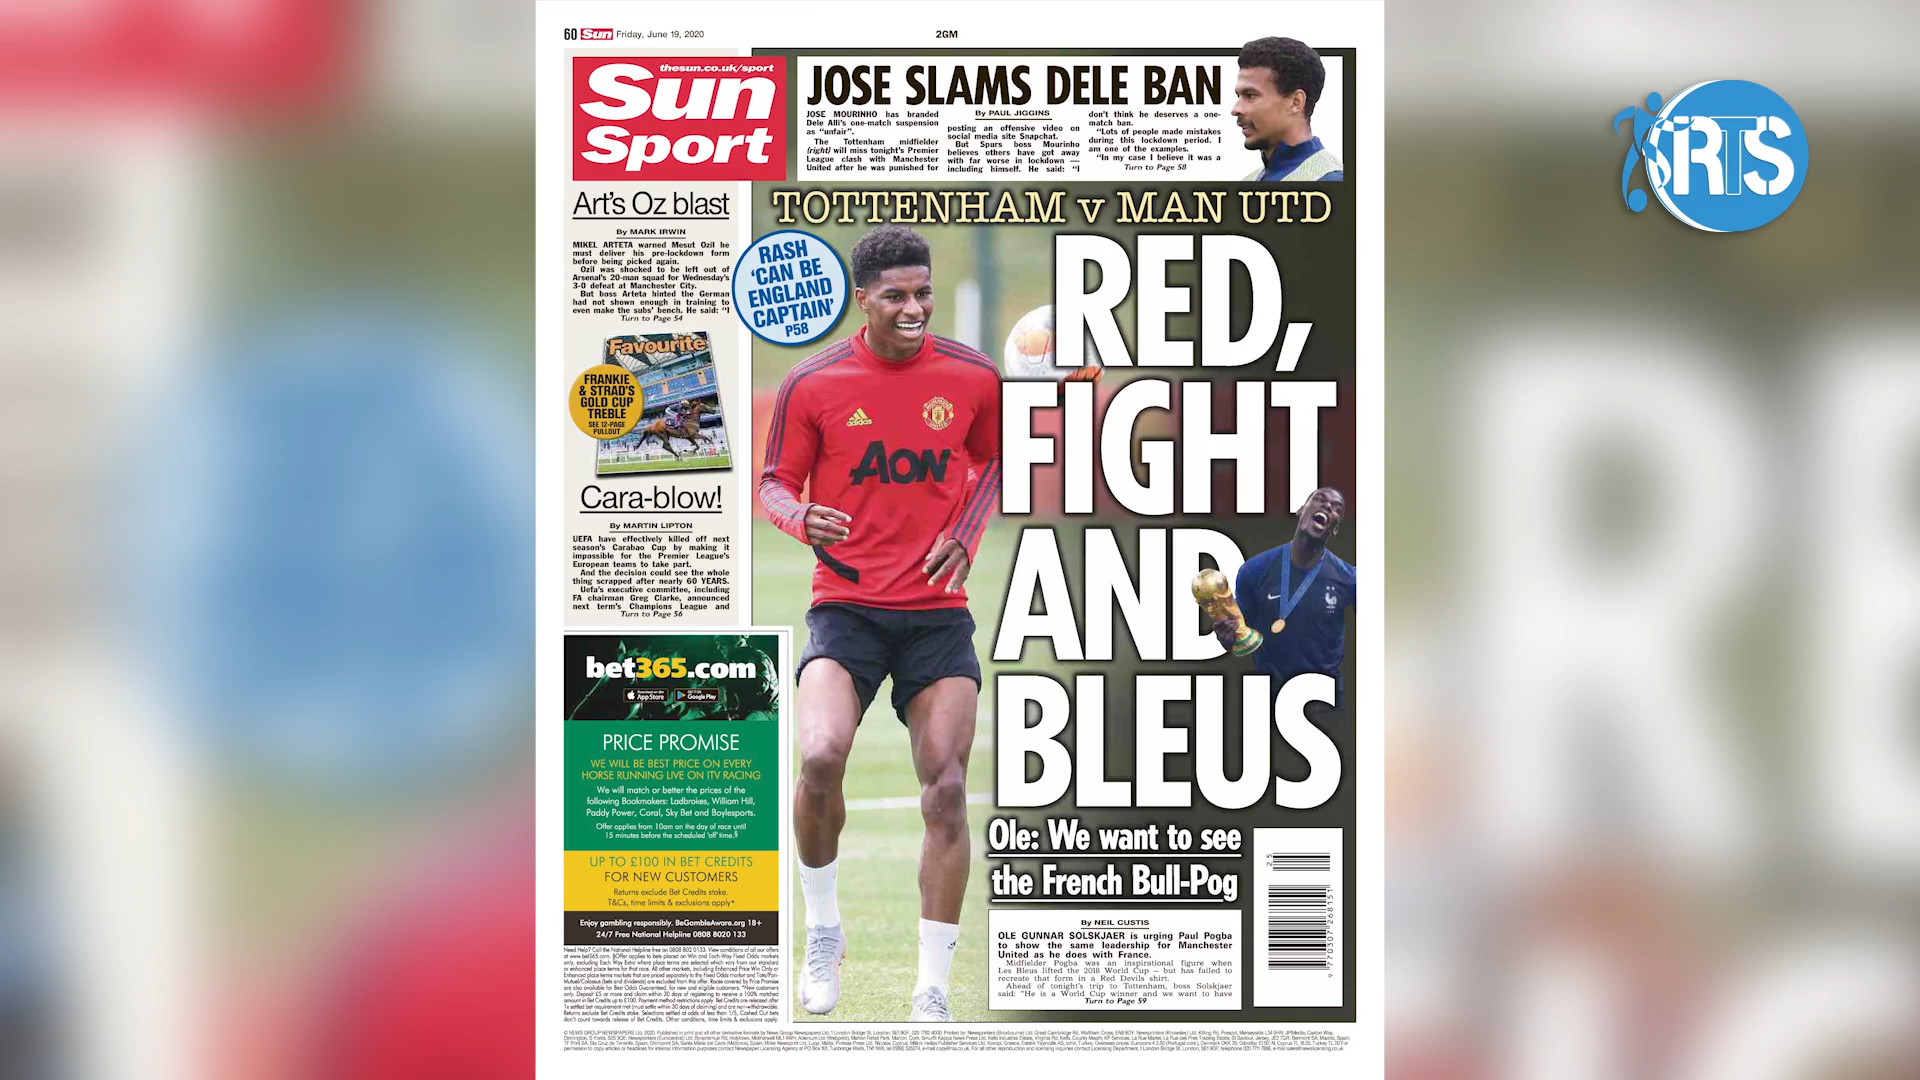 60 Sun Friday, June 19, 2020
2GM
thesun.co.uk/sport
Sun
Sport
JOSE SLAMS DELE BAN
JOSE MOURINHO has branded
Dele Alli's one-match suspension
as "unfair".
The Tottenham midfielder
(right) will miss tonight's Premier
League clash with Manchester
United after he was punished for
By PAUL JIGGINS
posting an offensive video on
social media site Snapchat.
But Spurs boss Mourinho
believes others have got away
with far worse in lockdown —
including himself. He said: "I
don't think he deserves a one-
match ban.
"Lots of people made mistakes
during this lockdown period. I
am one of the examples.
"In my case I believe it was a
Turn to Page 58
RTS
Art's Oz blast
By MARK IRWIN
MIKEL ARTETA warned Mesut Ozil he
must deliver his pre-lockdown form
before being picked again.
Ozil was shocked to be left out of
Arsenal's 20-man squad for Wednesday's
3-0 defeat at Manchester City.
But boss Arteta hinted the German
had not shown enough in training to
even make the subs' bench. He said: "I
Turn to Page 54
Favourite
FRANKIE
& STRAD'S
GOLD CUP
TREBLE
SEE 12-PAGE
PULLOUT
Cara-blow!
By MARTIN LIPTON
UEFA have effectively killed off next
season's Carabao Cup by making it
impossible for the Premier League's
European teams to take part.
And the decision could see the whole
thing scrapped after nearly 60 YEARS.
Uefa's executive committee, including
FA chairman Greg Clarke, announced
next term's Champions League and
Turn to Page 56
TOTTENHAM v MAN UTD
RASH
'CAN BE
ENGLAND
CAPTAIN'
P58
RED,
FIGHT
AND
BLEUS
adidas
AON
Ole: We want to see
the French Bull-Pog
By NEIL CUSTIS
OLE GUNNAR SOLSKJAER is urging Paul Pogba
to show the same leadership for Manchester
United as he does with France.
Midfielder Pogba was an inspirational figure when
Les Bleus lifted the 2018 World Cup – but has failed to
recreate that form in a Red Devils shirt.
Ahead of tonight's trip to Tottenham, boss Solskjaer
said: "He is a World Cup winner and we want to have
Turn to Page 59
25
9 770307 268151
bet365.com
Download on the App Store
GET IT ON Google Play
PRICE PROMISE
WE WILL BE BEST PRICE ON EVERY
HORSE RUNNING LIVE ON ITV RACING
We will match or better the prices of the
following Bookmakers: Ladbrokes, William Hill,
Paddy Power, Coral, Sky Bet and Boylesports.
Offer applies from 10am on the day of race until
15 minutes before the scheduled 'off' time.§
UP TO £100 IN BET CREDITS
FOR NEW CUSTOMERS
Returns exclude Bet Credits stake.
T&Cs, time limits & exclusions apply*
Enjoy gambling responsibly. BeGambleAware.org 18+
24/7 Free National Helpline 0808 8020 133